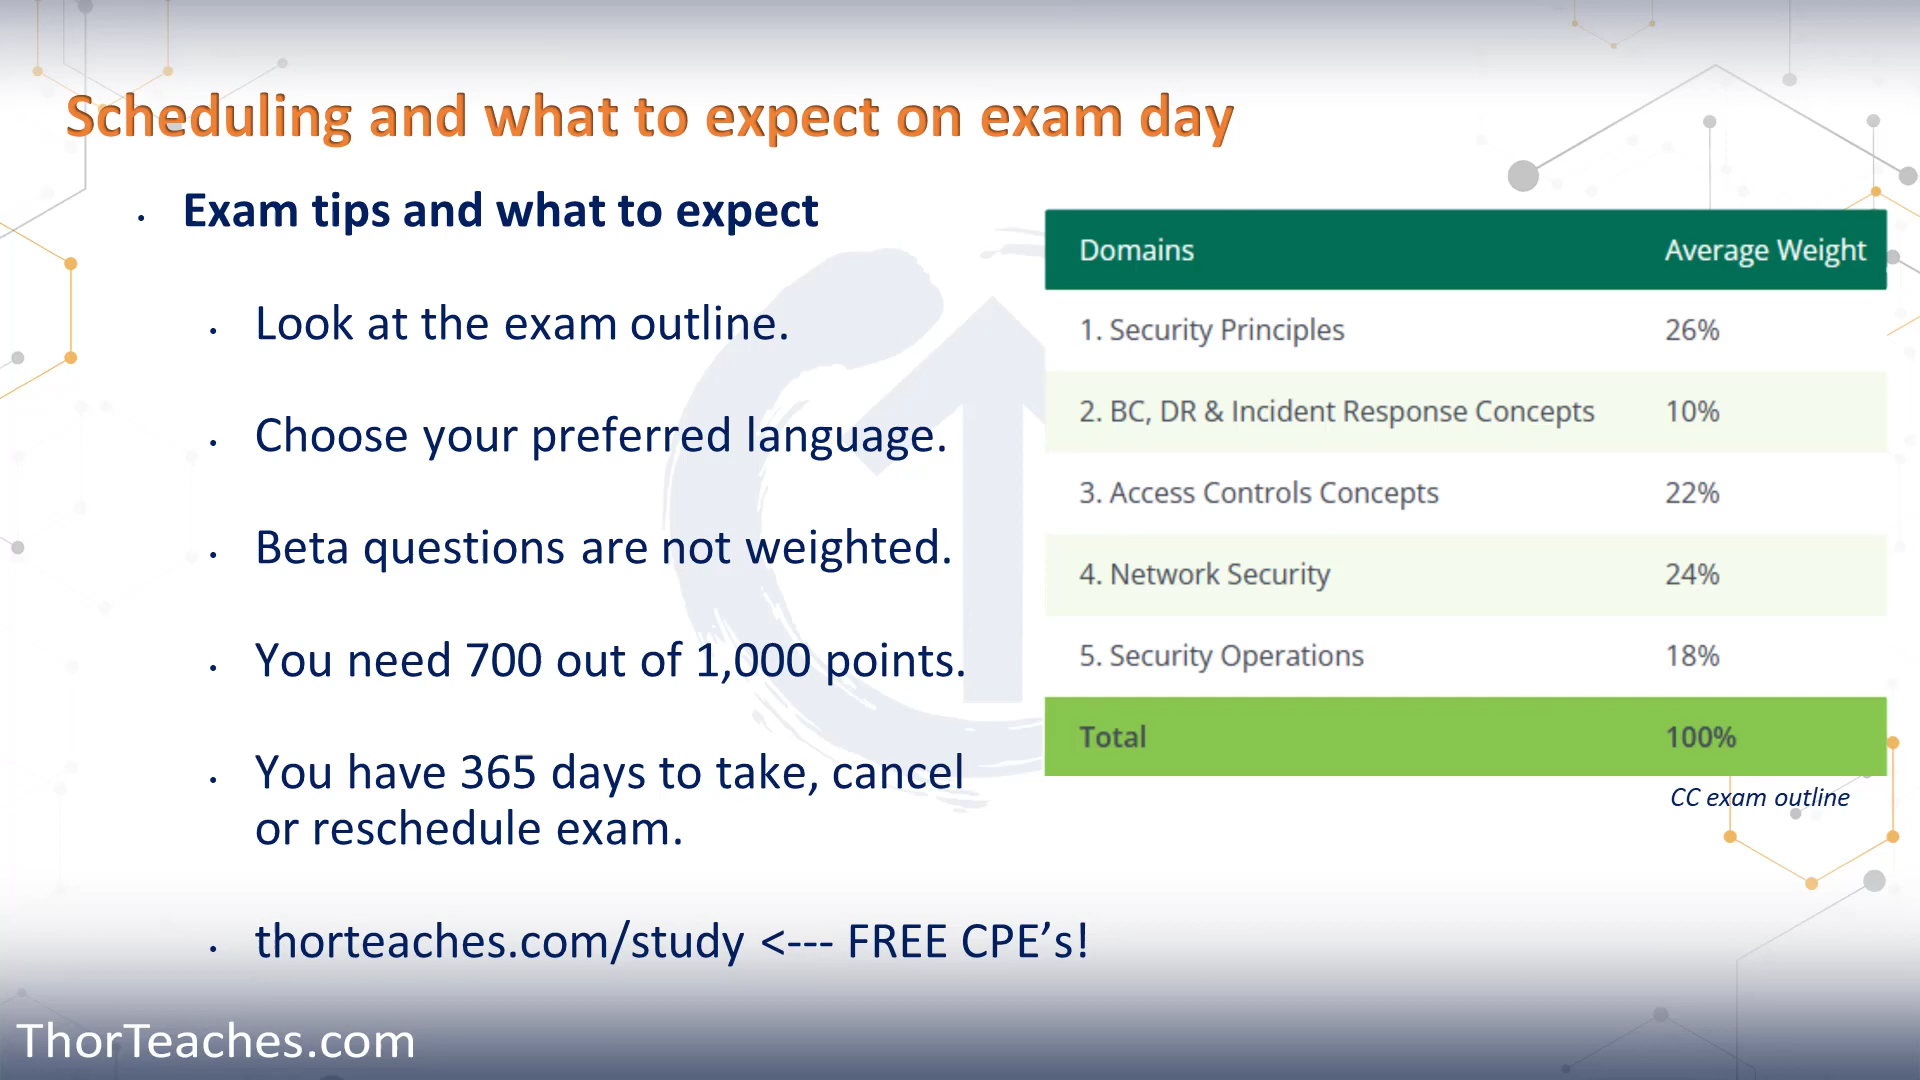 Scheduling and what to expect on exam day
• Exam tips and what to expect
• Look at the exam outline.
• Choose your preferred language.
• Beta questions are not weighted.
• You need 700 out of 1,000 points.
• You have 365 days to take, cancel
or reschedule exam.
• thorteaches.com/study <--- FREE CPE’s!
Domains Average Weight
1. Security Principles 26%
2. BC, DR & Incident Response Concepts 10%
3. Access Controls Concepts 22%
4. Network Security 24%
5. Security Operations 18%
Total 100%
CC exam outline
ThorTeaches.com